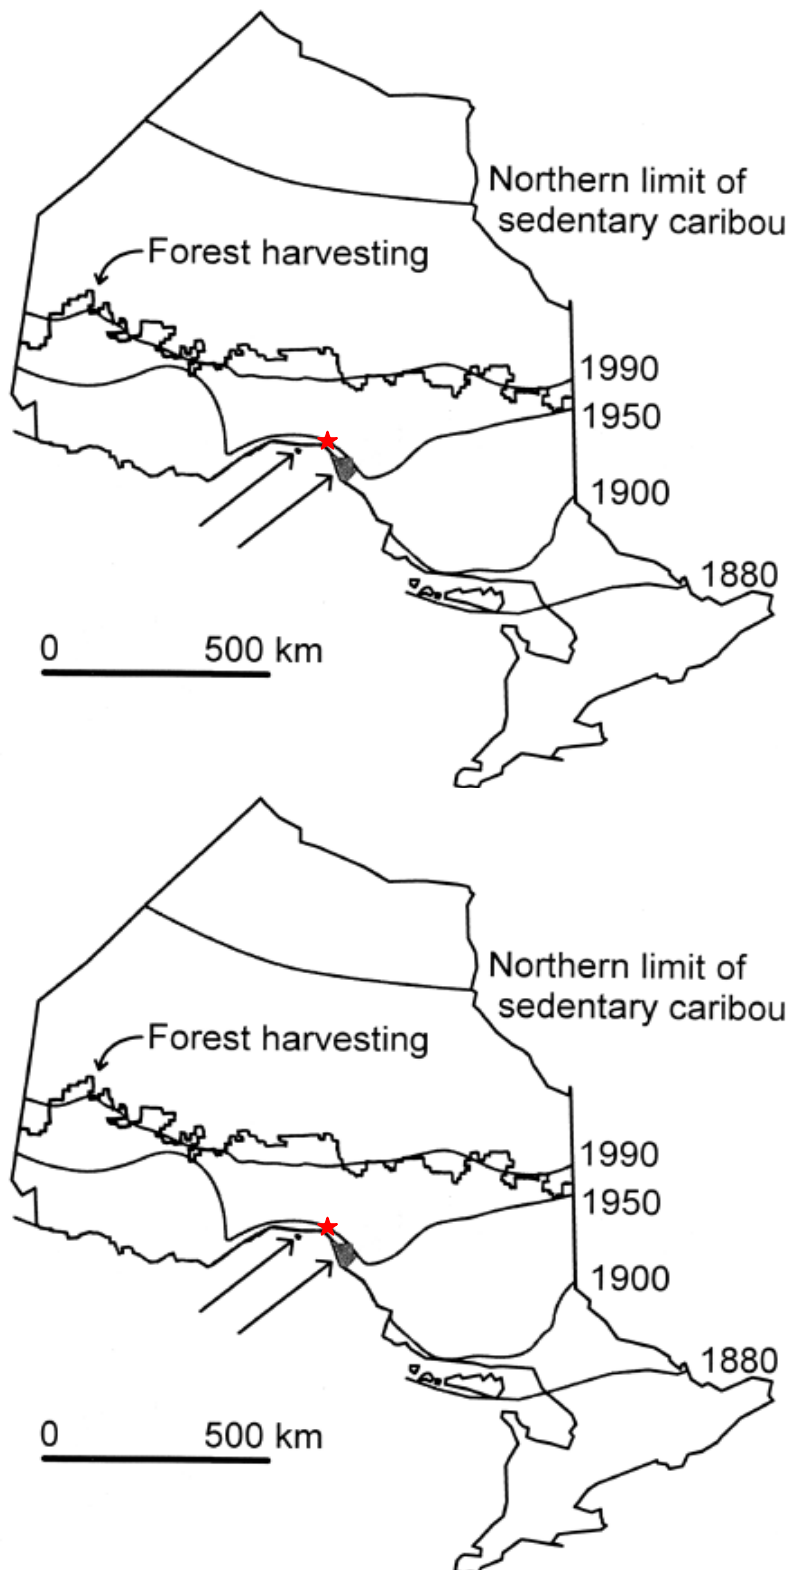 Northern limit of
sedentary caribou
Forest harvesting
1990
1950
1900
1880
0 500 km
Northern limit of
sedentary caribou
Forest harvesting
1990
1950
1900
1880
0 500 km